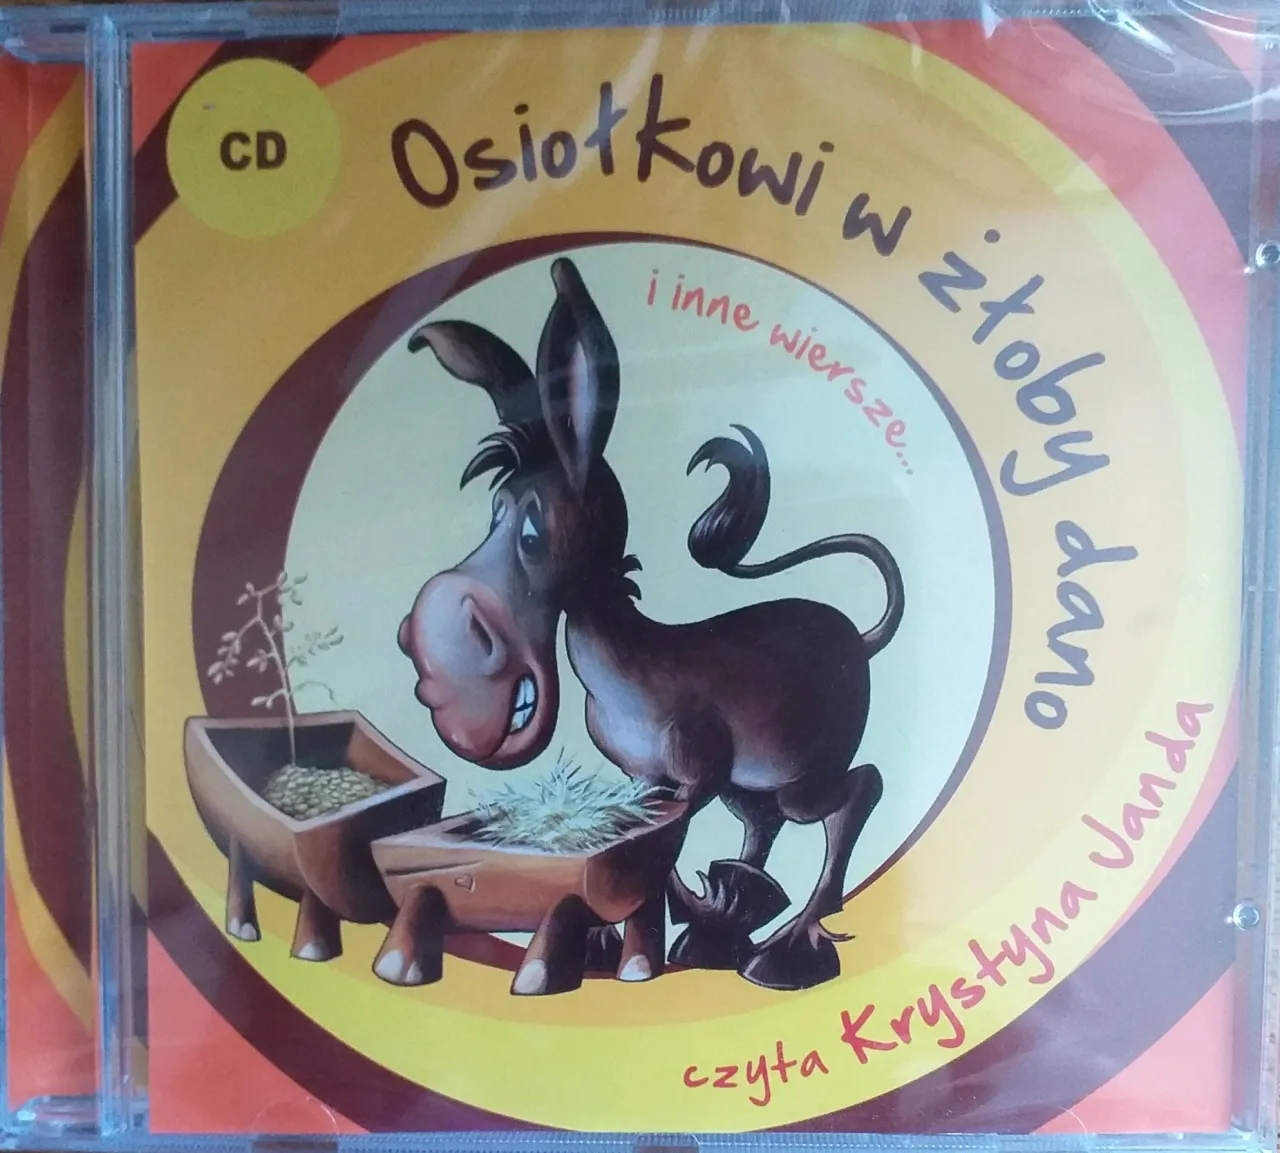 CD
Osiołkowi w żłoby dano
i inne wiersze...
czyta Krystyna Janda